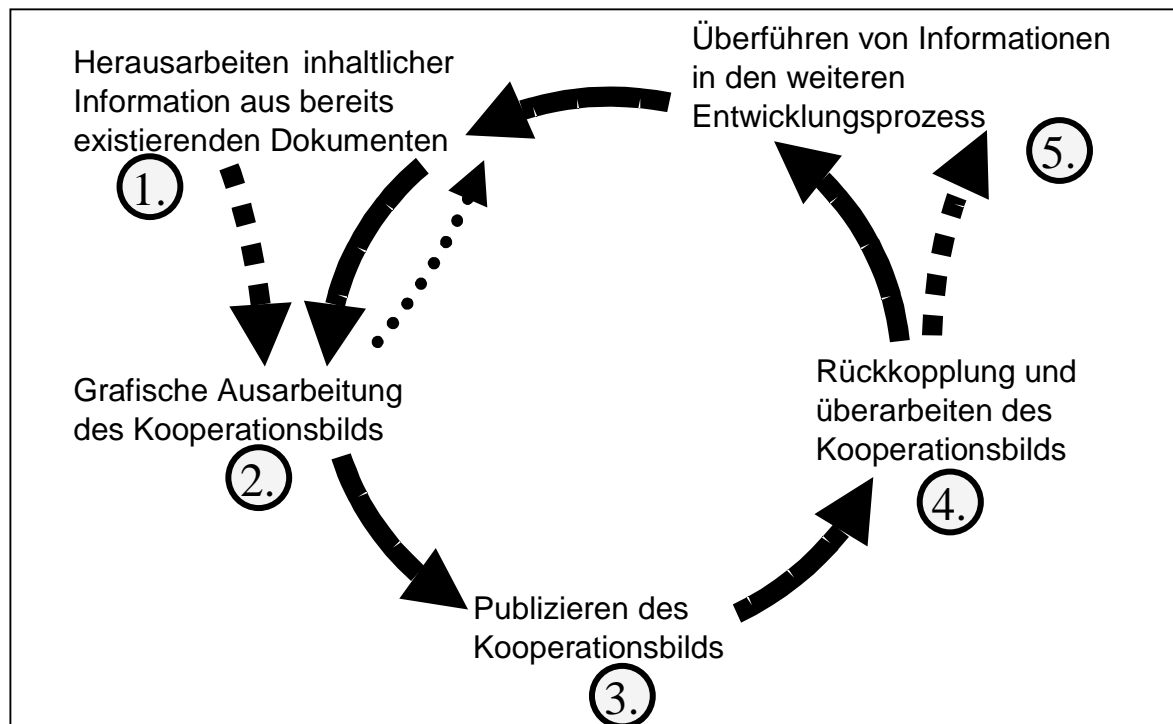 Herausarbeiten inhaltlicher
Information aus bereits
existierenden Dokumenten
1.
Grafische Ausarbeitung
des Kooperationsbilds
2.
Publizieren des
Kooperationsbilds
3.
Rückkopplung und
überarbeiten des
Kooperationsbilds
4.
Überführen von Informationen
in den weiteren
Entwicklungsprozess
5.